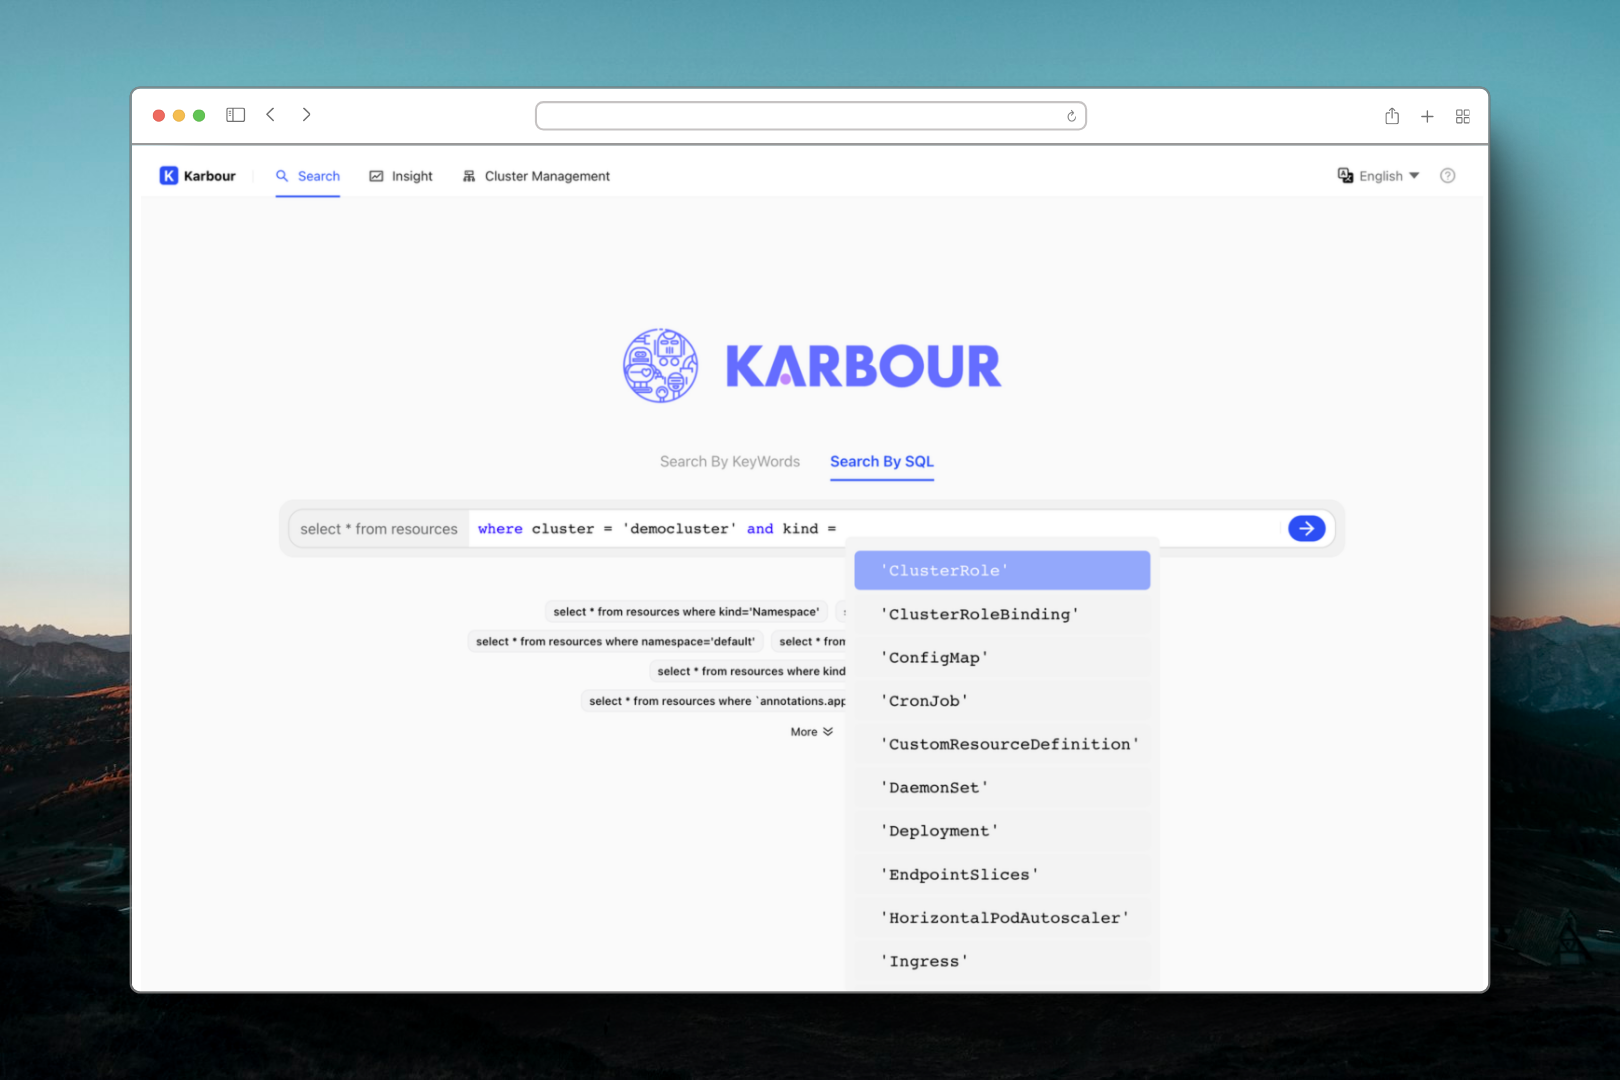 K Karbour Search Insight Cluster Management English
KARBOUR
Search By KeyWords Search By SQL
select * from resources where cluster = 'democluster' and kind =
'ClusterRole'
select * from resources where kind='Namespace'
'ClusterRoleBinding'
select * from resources where namespace='default' select * from
'ConfigMap'
select * from resources where kind
select * from resources where `annotations.app
'CronJob'
More
'CustomResourceDefinition'
'DaemonSet'
'Deployment'
'EndpointSlices'
'HorizontalPodAutoscaler'
'Ingress'